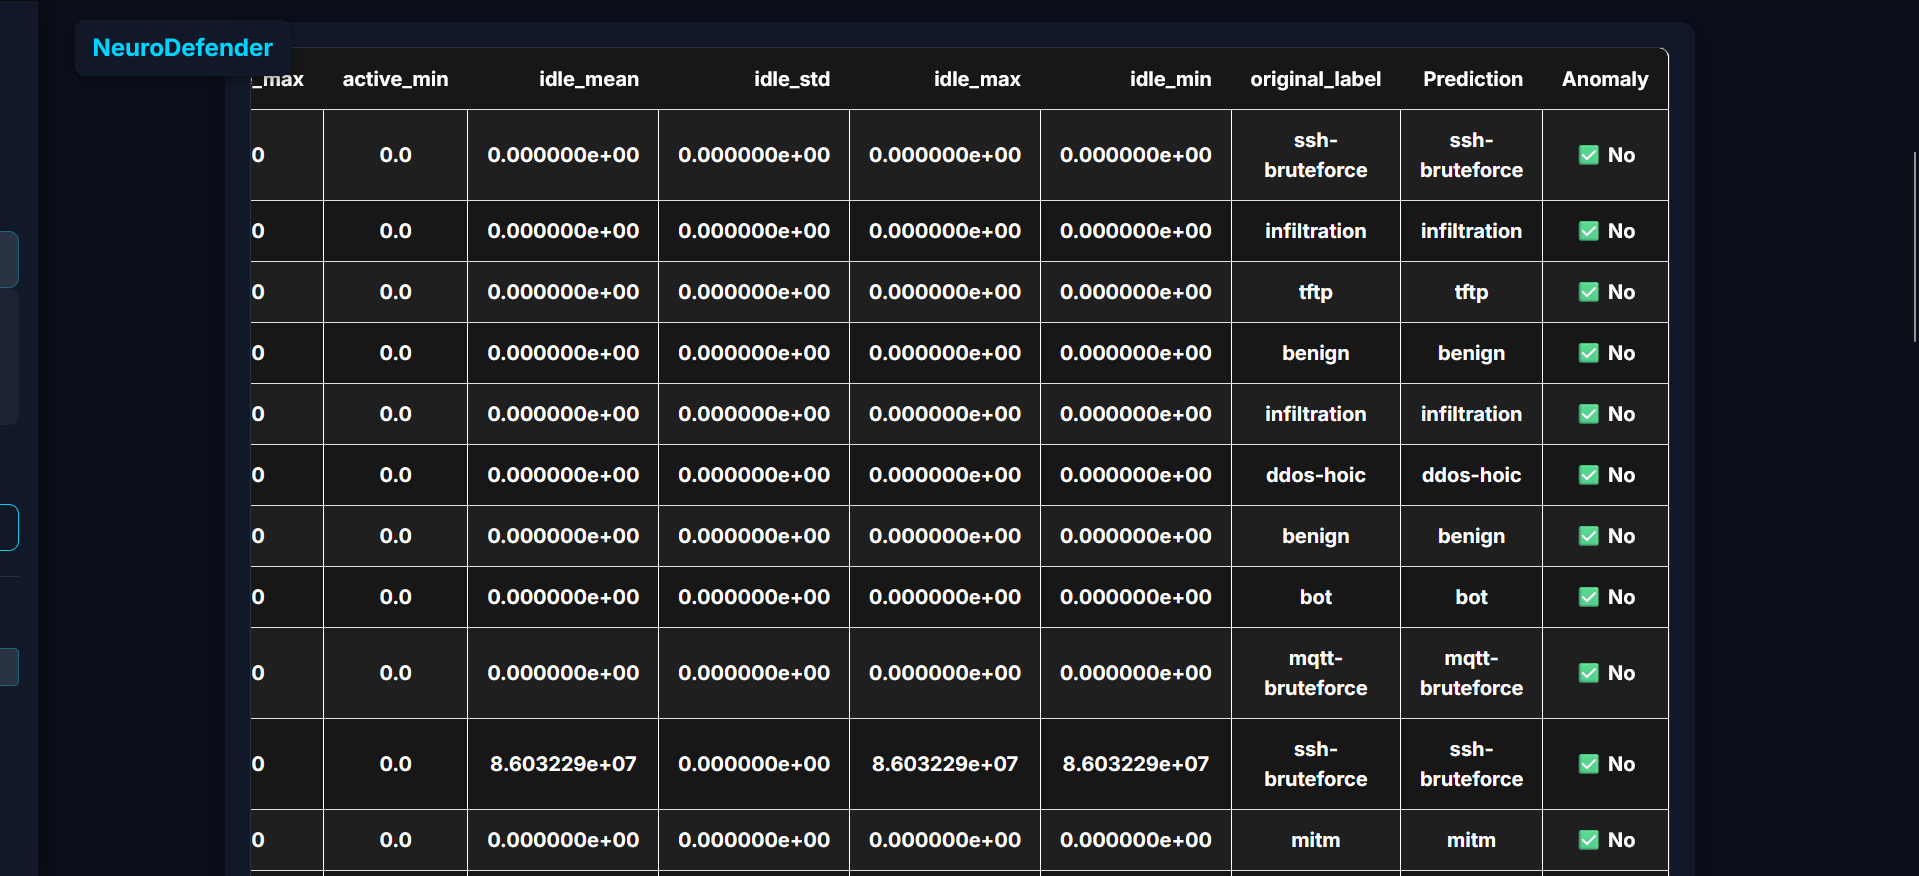 NeuroDefender
_max active_min idle_mean idle_std idle_max idle_min original_label Prediction Anomaly
0 0.0 0.000000e+00 0.000000e+00 0.000000e+00 0.000000e+00 ssh-bruteforce ssh-bruteforce ✅ No
0 0.0 0.000000e+00 0.000000e+00 0.000000e+00 0.000000e+00 infiltration infiltration ✅ No
0 0.0 0.000000e+00 0.000000e+00 0.000000e+00 0.000000e+00 tftp tftp ✅ No
0 0.0 0.000000e+00 0.000000e+00 0.000000e+00 0.000000e+00 benign benign ✅ No
0 0.0 0.000000e+00 0.000000e+00 0.000000e+00 0.000000e+00 infiltration infiltration ✅ No
0 0.0 0.000000e+00 0.000000e+00 0.000000e+00 0.000000e+00 ddos-hoic ddos-hoic ✅ No
0 0.0 0.000000e+00 0.000000e+00 0.000000e+00 0.000000e+00 benign benign ✅ No
0 0.0 0.000000e+00 0.000000e+00 0.000000e+00 0.000000e+00 bot bot ✅ No
0 0.0 0.000000e+00 0.000000e+00 0.000000e+00 0.000000e+00 mqtt-bruteforce mqtt-bruteforce ✅ No
0 0.0 8.603229e+07 0.000000e+00 8.603229e+07 8.603229e+07 ssh-bruteforce ssh-bruteforce ✅ No
0 0.0 0.000000e+00 0.000000e+00 0.000000e+00 0.000000e+00 mitm mitm ✅ No